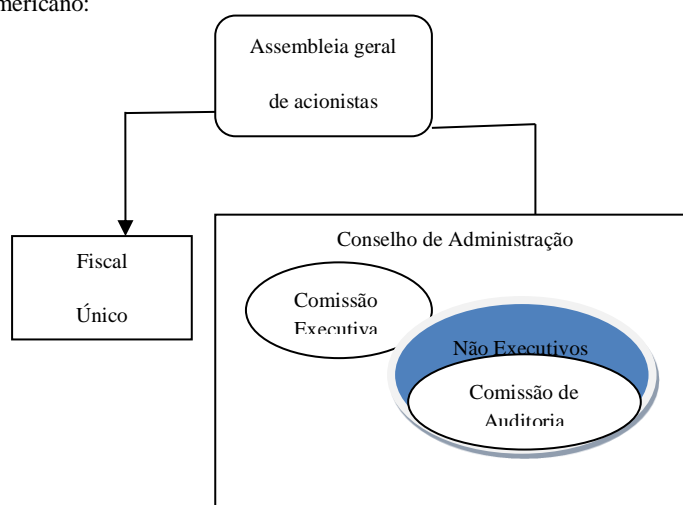 mericano:
Assembleia geral
de acionistas
Fiscal
Único
Conselho de Administração
Comissão
Executiva
Não Executivos
Comissão de
Auditoria